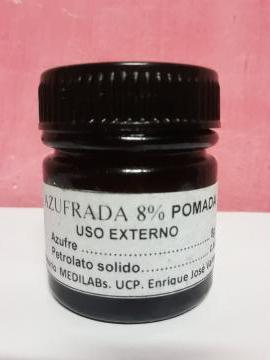 AZUFRADA 8% POMADA
USO EXTERNO
Azufre
Petrolato solido
MEDILABs. UCP. Enrique José